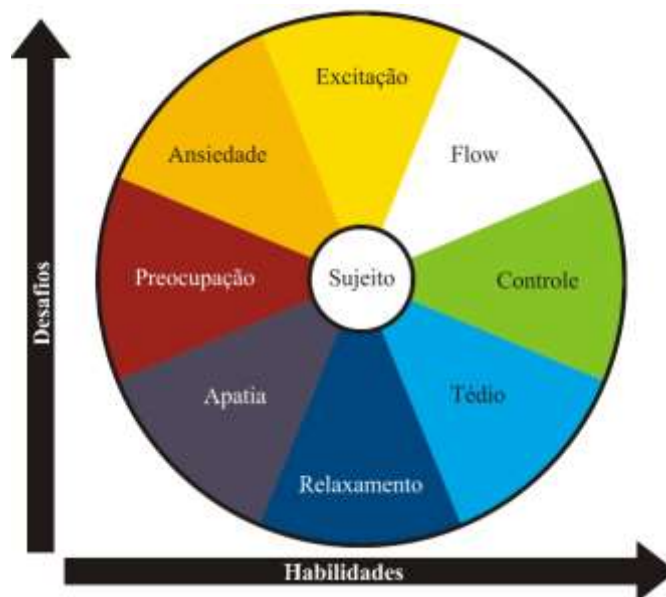 Excitação
Ansiedade
Flow
Preocupação
Sujeito
Controle
Apatia
Tédio
Relaxamento
Desafios
Habilidades